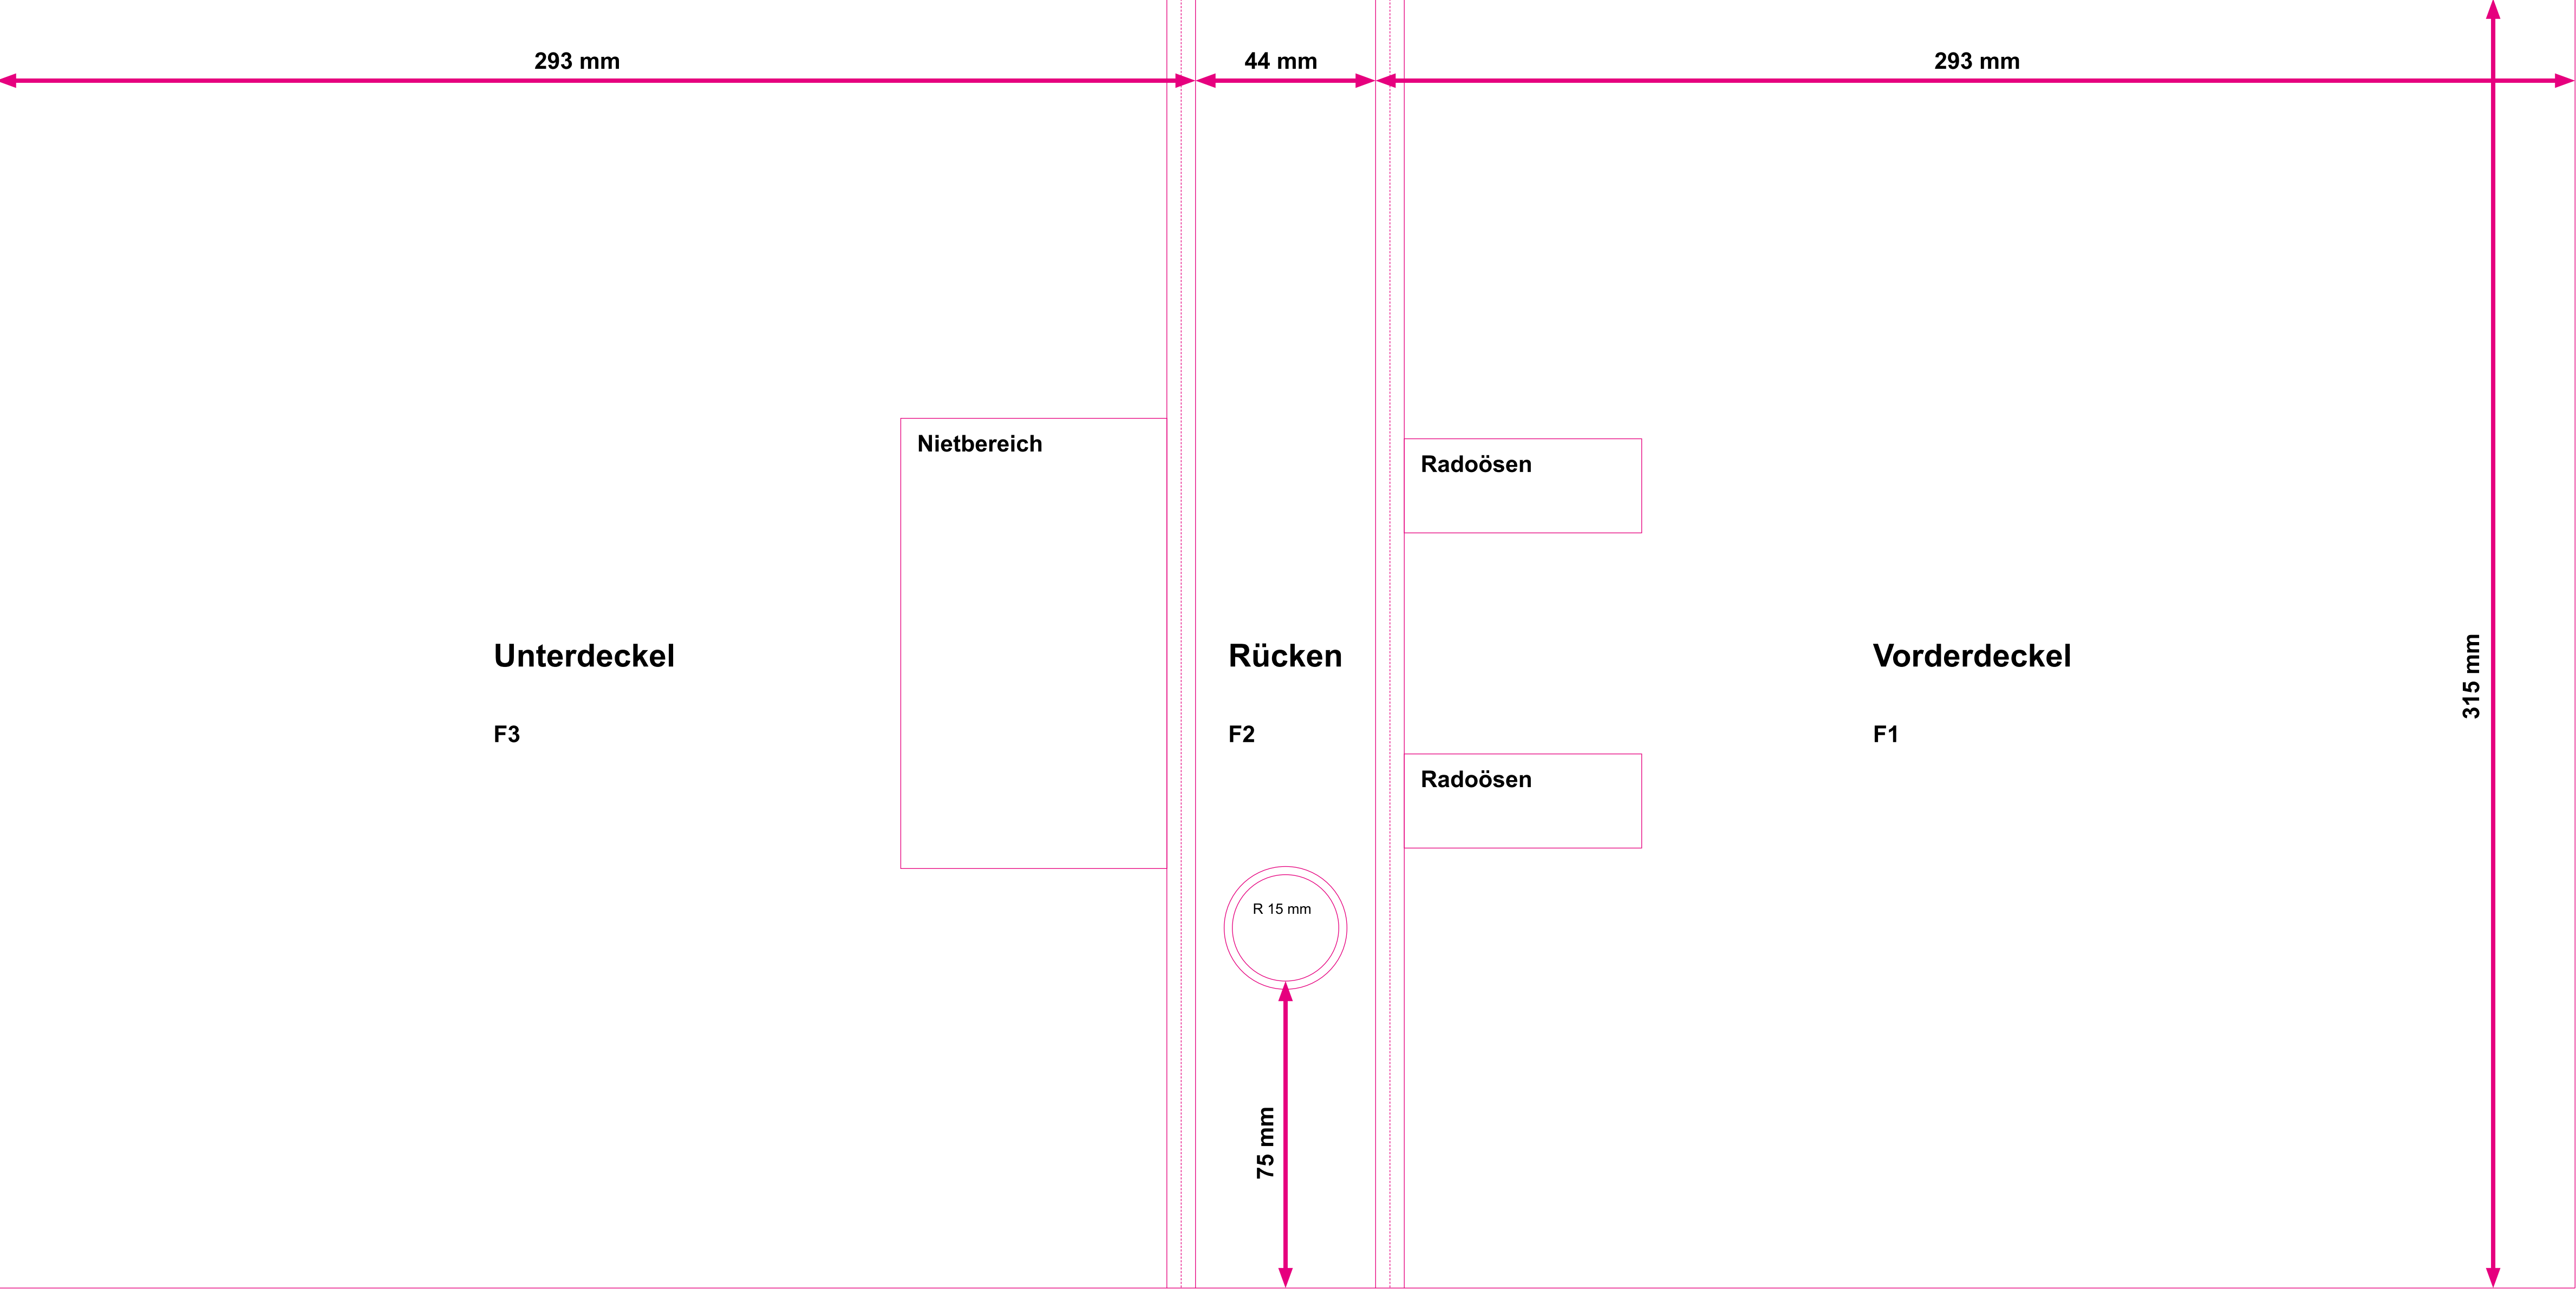 293 mm
44 mm
293 mm
Nietbereich
Radoösen
Unterdeckel
Rücken
Vorderdeckel
315 mm
F3
F2
F1
Radoösen
R 15 mm
75 mm